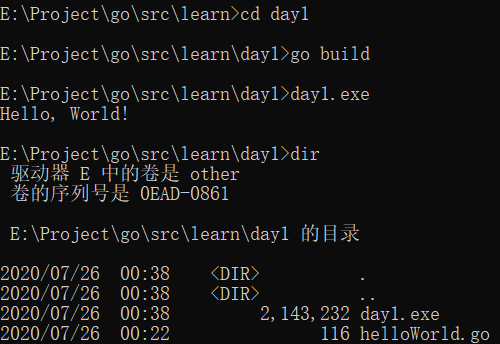 E:\Project\go\src\learn>cd day1
E:\Project\go\src\learn\day1>go build
E:\Project\go\src\learn\day1>day1.exe
Hello, World!
E:\Project\go\src\learn\day1>dir
驱动器 E 中的卷是 other
卷的序列号是 0EAD-0861
E:\Project\go\src\learn\day1 的目录
2020/07/26  00:38    <DIR>          .
2020/07/26  00:38    <DIR>          ..
2020/07/26  00:38         2,143,232 day1.exe
2020/07/26  00:22               116 helloWorld.go